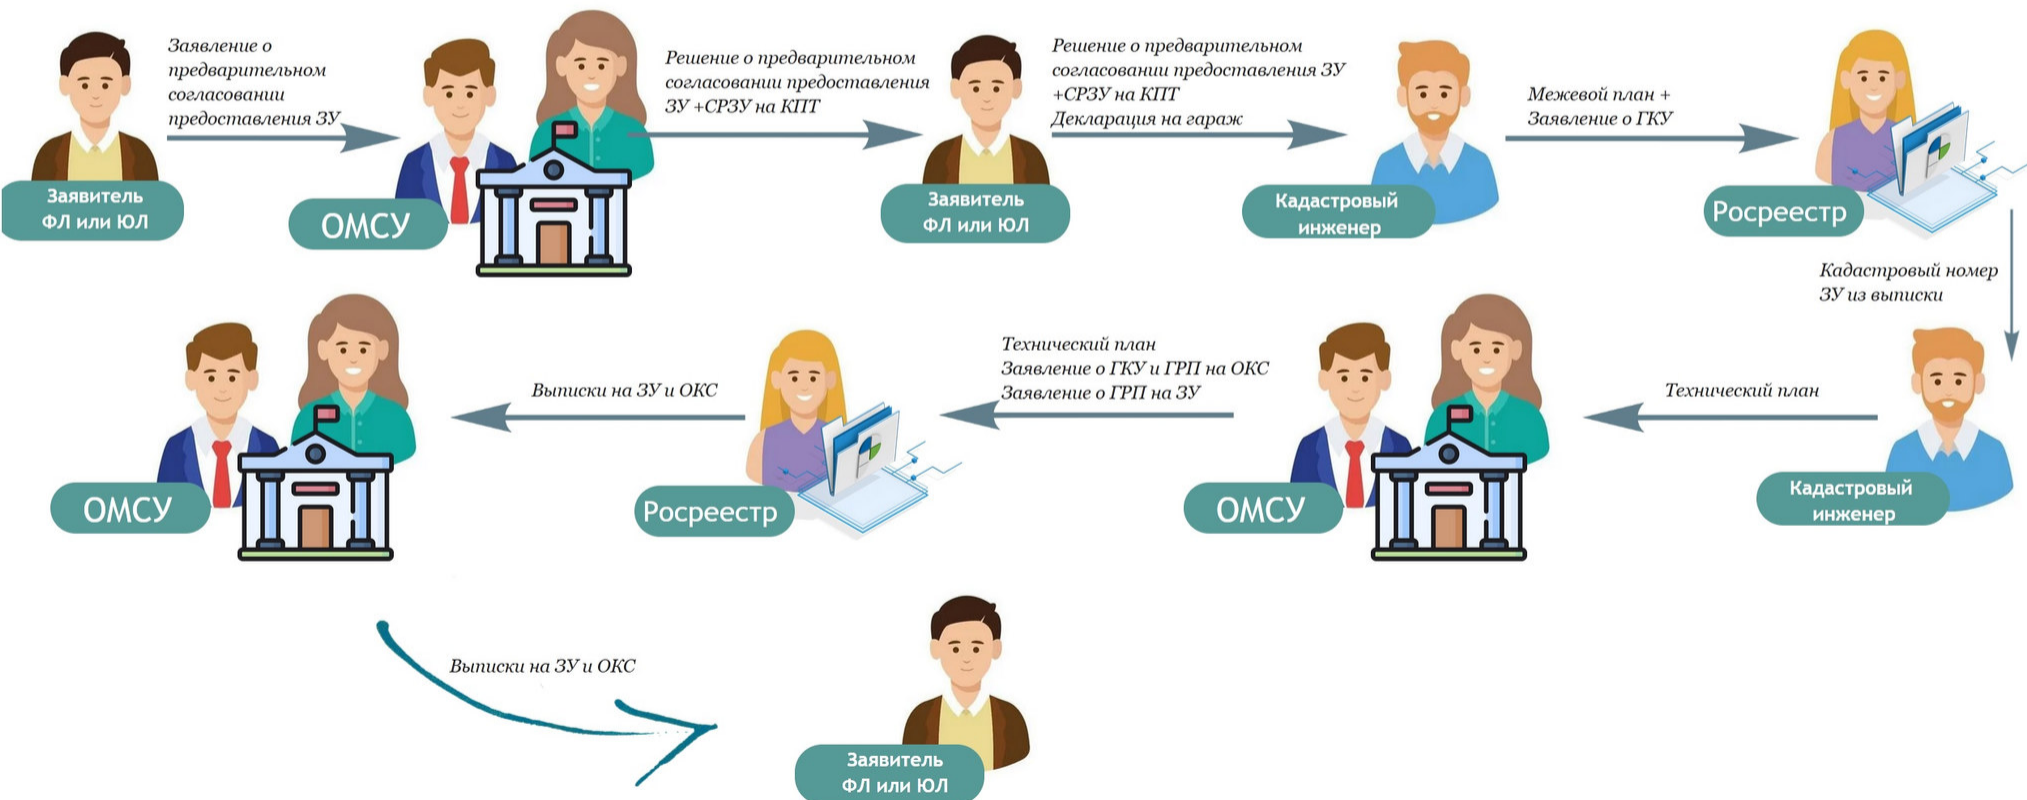 Заявление о
предварительном
согласовании
предоставления ЗУ
Заявитель
ФЛ или ЮЛ
ОМСУ
Решение о предварительном
согласовании предоставления
ЗУ +СРЗУ на КПТ
Заявитель
ФЛ или ЮЛ
Решение о предварительном
согласовании предоставления ЗУ
+СРЗУ на КПТ
Декларация на гараж
Кадастровый
инженер
Межевой план +
Заявление о ГКУ
Росреестр
Кадастровый номер
ЗУ из выписки
Кадастровый
инженер
Технический план
ОМСУ
Технический план
Заявление о ГКУ и ГРП на ОКС
Заявление о ГРП на ЗУ
Росреестр
Выписки на ЗУ и ОКС
ОМСУ
Выписки на ЗУ и ОКС
Заявитель
ФЛ или ЮЛ